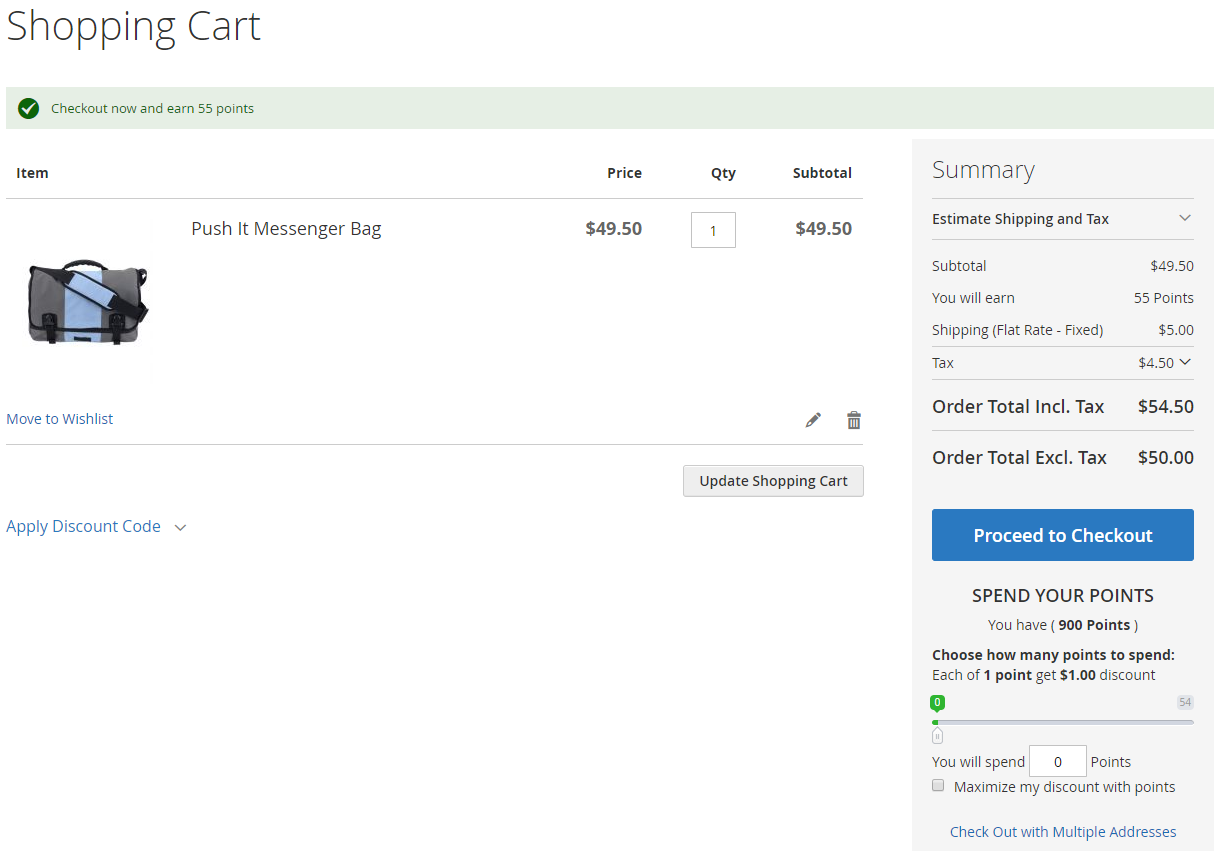 Shopping Cart
Checkout now and earn 55 points
Item Price Qty Subtotal
Push It Messenger Bag $49.50 1 $49.50
Move to Wishlist
Update Shopping Cart
Apply Discount Code
Summary
Estimate Shipping and Tax
Subtotal $49.50
You will earn 55 Points
Shipping (Flat Rate - Fixed) $5.00
Tax $4.50
Order Total Incl. Tax $54.50
Order Total Excl. Tax $50.00
Proceed to Checkout
SPEND YOUR POINTS
You have ( 900 Points )
Choose how many points to spend:
Each of 1 point get $1.00 discount
0 54
You will spend 0 Points
Maximize my discount with points
Check Out with Multiple Addresses